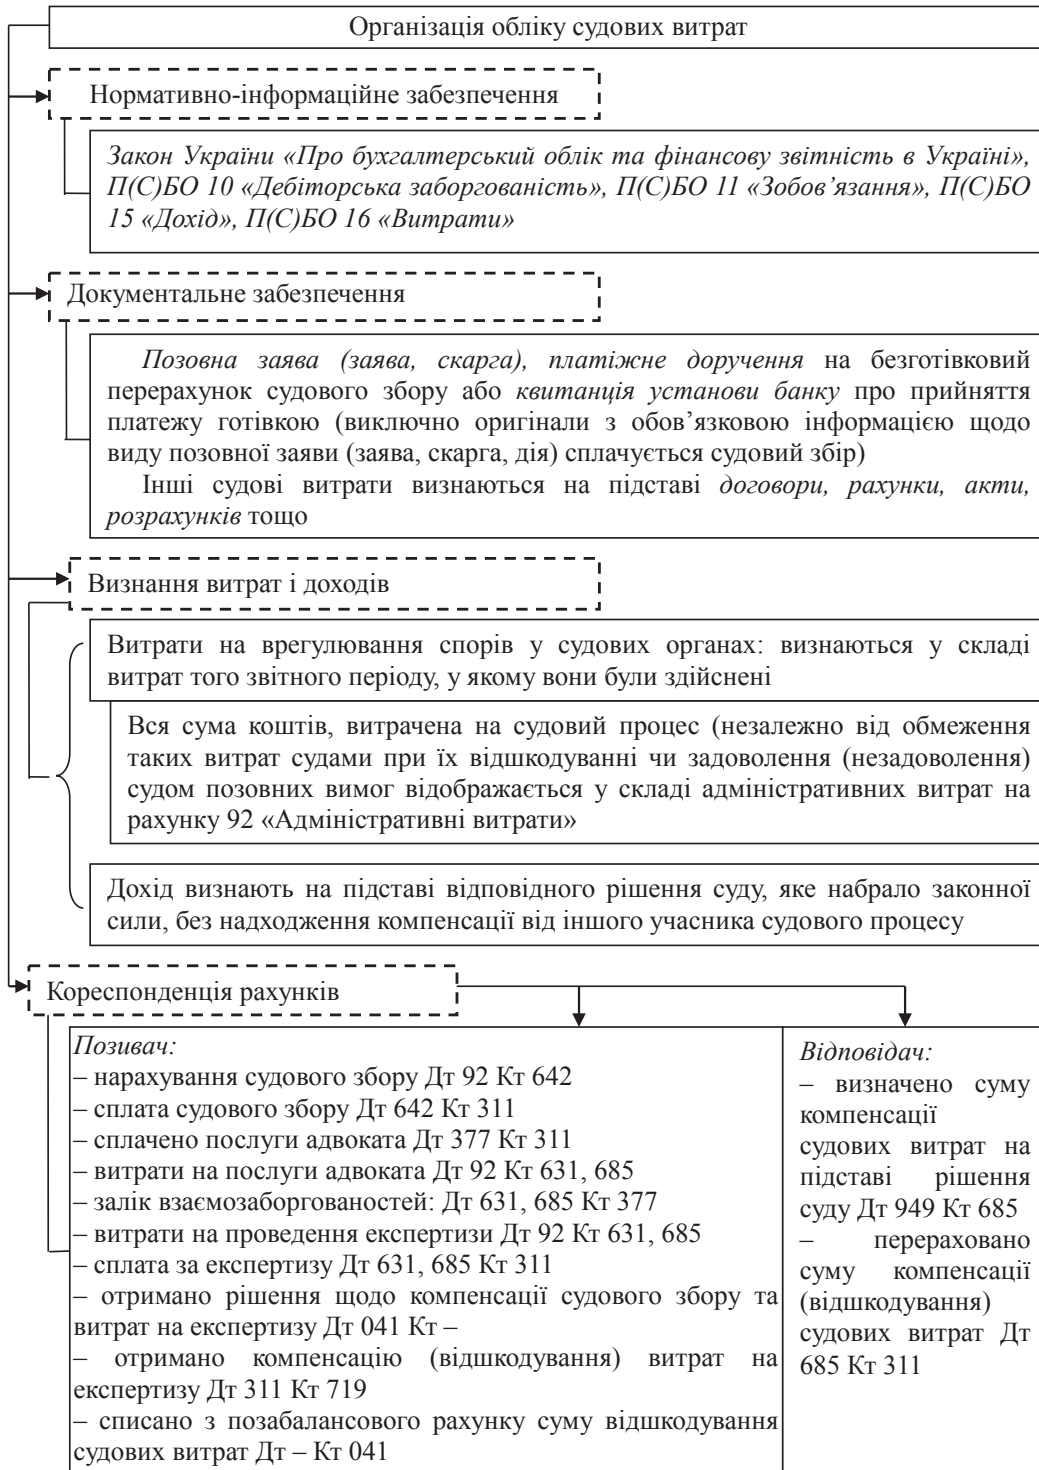 Організація обліку судових витрат
Нормативно-інформаційне забезпечення
Закон України «Про бухгалтерський облік та фінансову звітність в Україні»,
П(С)БО 10 «Дебіторська заборгованість», П(С)БО 11 «Зобов’язання», П(С)БО
15 «Дохід», П(С)БО 16 «Витрати»
Документальне забезпечення
Позовна заява (заява, скарга), платіжне доручення на безготівковий
перерахунок судового збору або квитанція установи банку про прийняття
платежу готівкою (виключно оригінали з обов’язковою інформацією щодо
виду позовної заяви (заява, скарга, дія) сплачується судовий збір)
Інші судові витрати визнаються на підставі договори, рахунки, акти,
розрахунків тощо
Визнання витрат і доходів
Витрати на врегулювання спорів у судових органах: визнаються у складі
витрат того звітного періоду, у якому вони були здійснені
Вся сума коштів, витрачена на судовий процес (незалежно від обмеження
таких витрат судами при їх відшкодуванні чи задоволення (незадоволення)
судом позовних вимог відображається у складі адміністративних витрат на
рахунку 92 «Адміністративні витрати»
Дохід визнають на підставі відповідного рішення суду, яке набрало законної
сили, без надходження компенсації від іншого учасника судового процесу
Кореспонденція рахунків
Позивач:
– нарахування судового збору Дт 92 Кт 642
– сплата судового збору Дт 642 Кт 311
– сплачено послуги адвоката Дт 377 Кт 311
– витрати на послуги адвоката Дт 92 Кт 631, 685
– залік взаємозаборгованостей: Дт 631, 685 Кт 377
– витрати на проведення експертизи Дт 92 Кт 631, 685
– сплата за експертизу Дт 631, 685 Кт 311
– отримано рішення щодо компенсації судового збору та
витрат на експертизу Дт 041 Кт –
– отримано компенсацію (відшкодування) витрат на
експертизу Дт 311 Кт 719
– списано з позабалансового рахунку суму відшкодування
судових витрат Дт – Кт 041
Відповідач:
– визначено суму
компенсації
судових витрат на
підставі рішення
суду Дт 949 Кт 685
– перераховано
суму компенсації
(відшкодування)
судових витрат Дт
685 Кт 311